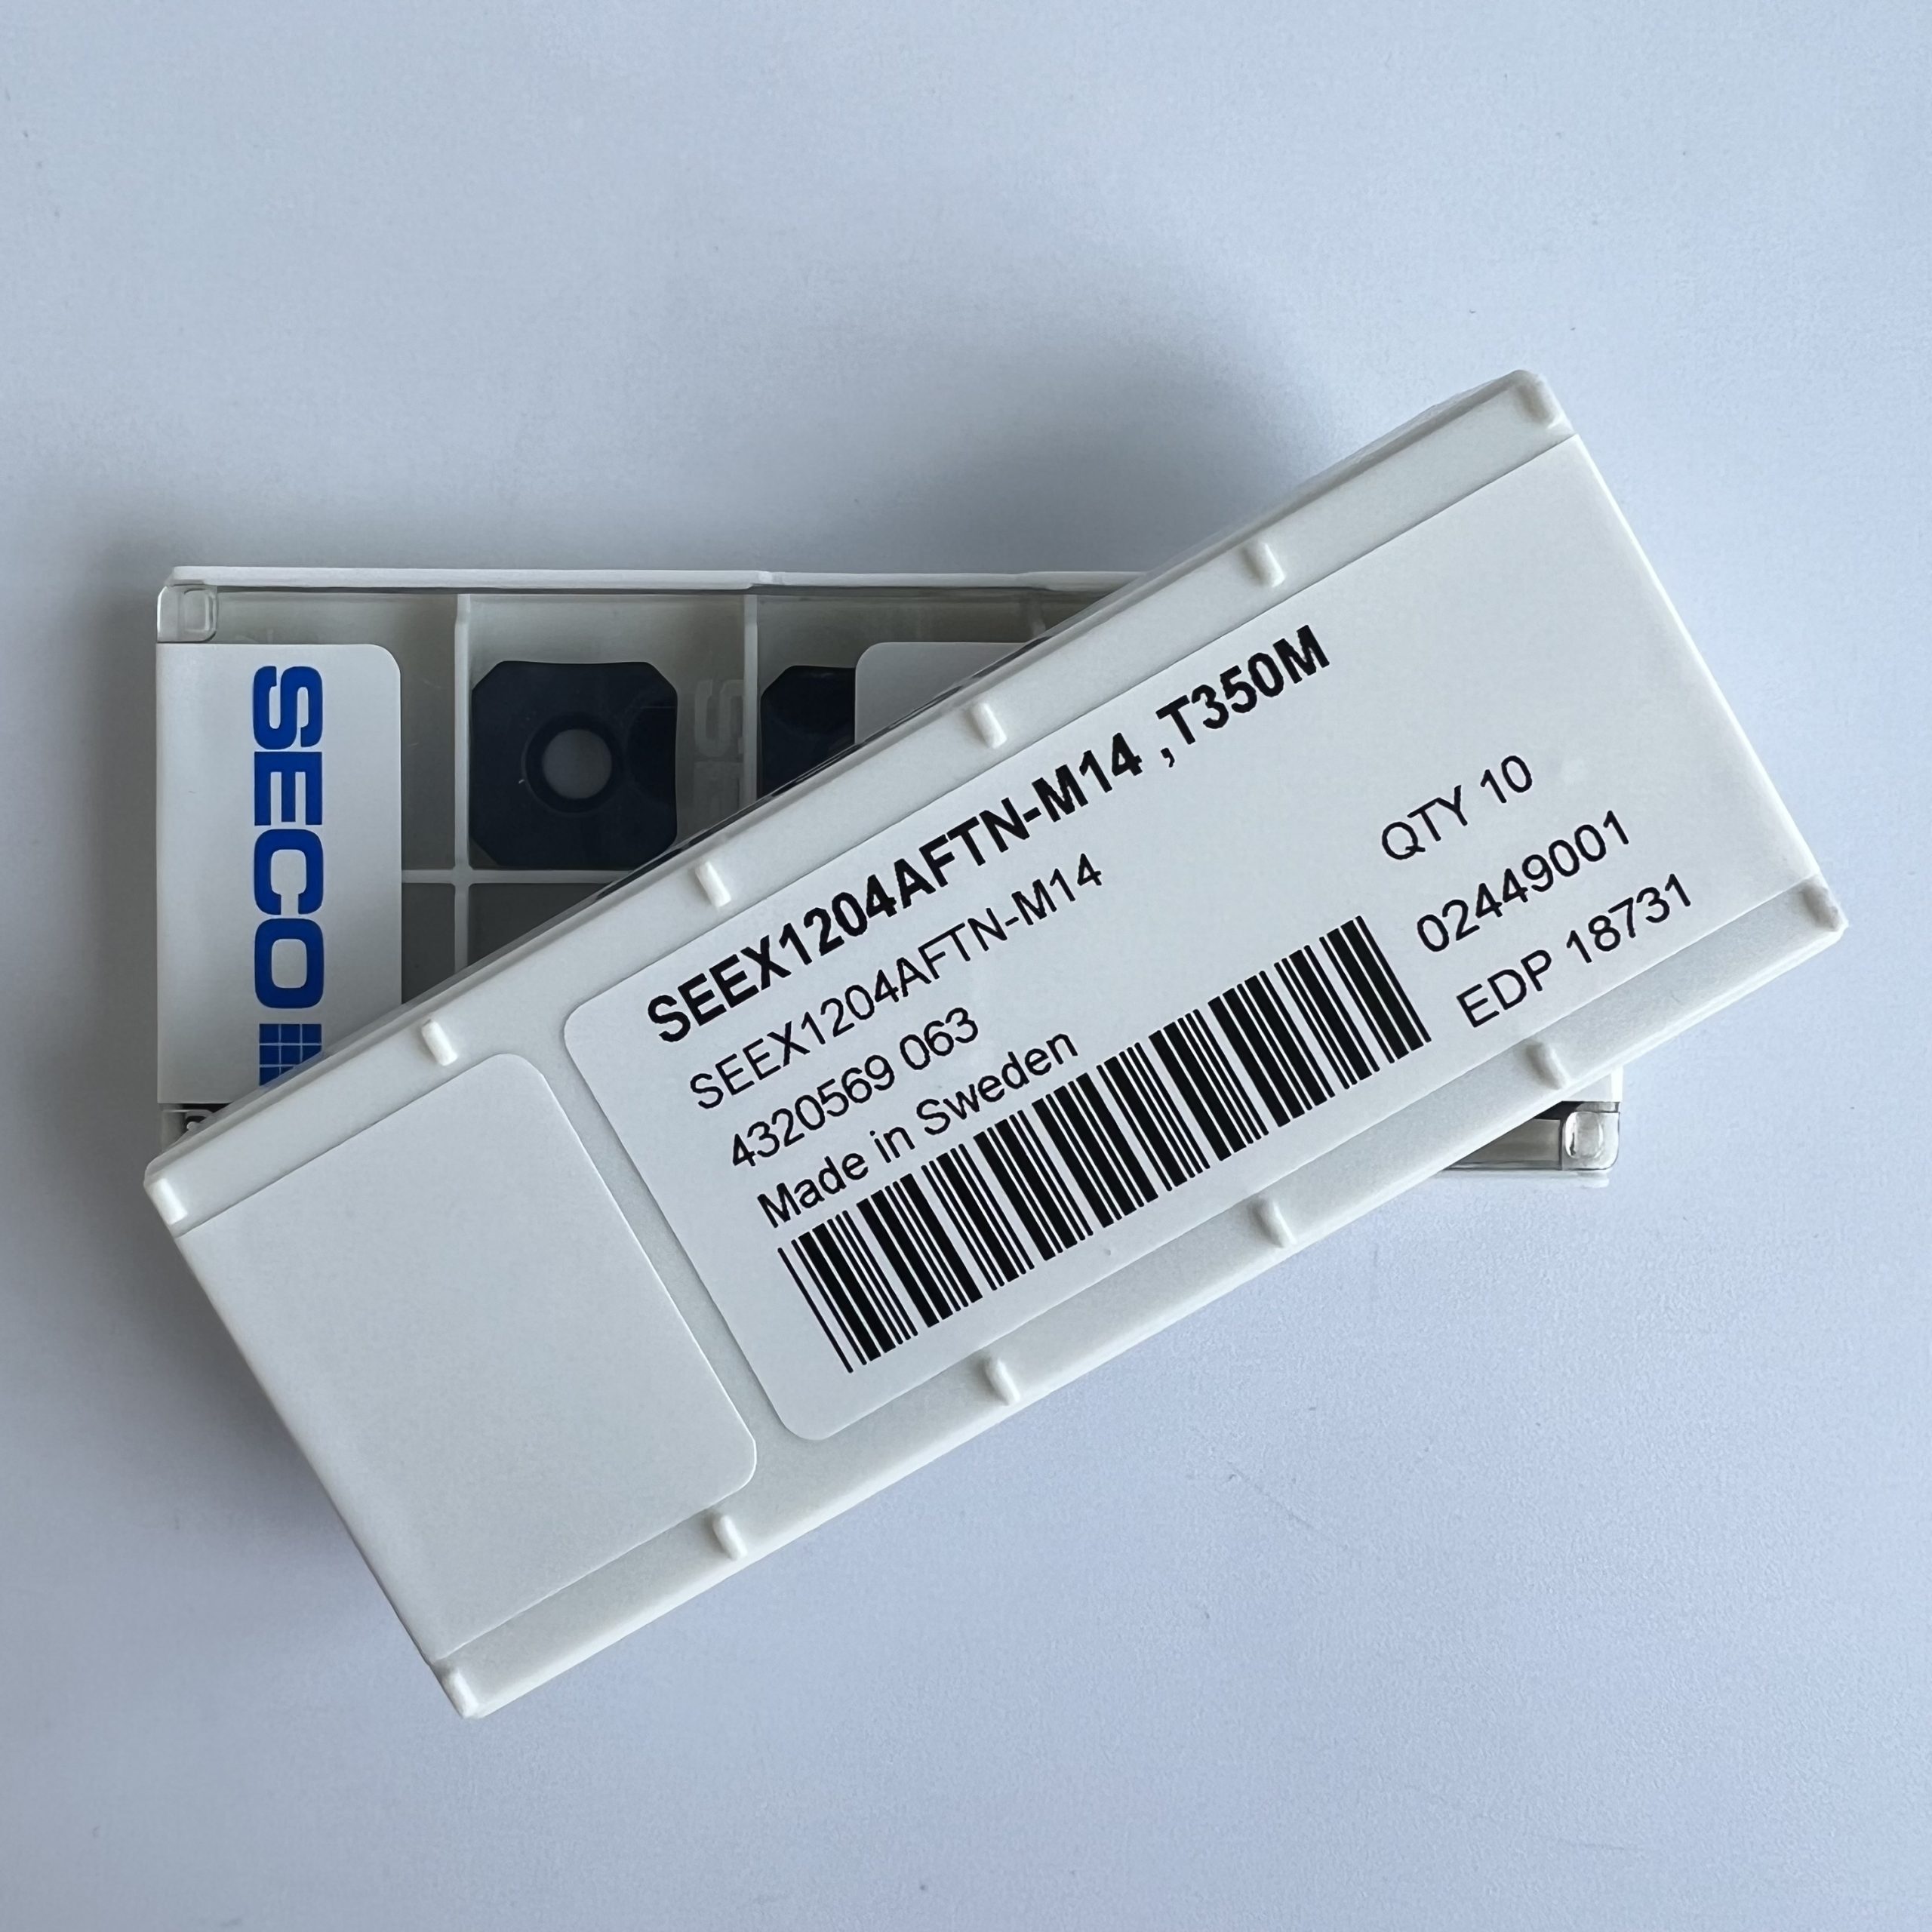 SECO
SEEX1204AFTN-M14 ,T350M
SEEX1204AFTN-M14
QTY 10
4320569 063
02449001
Made in Sweden
EDP 18731